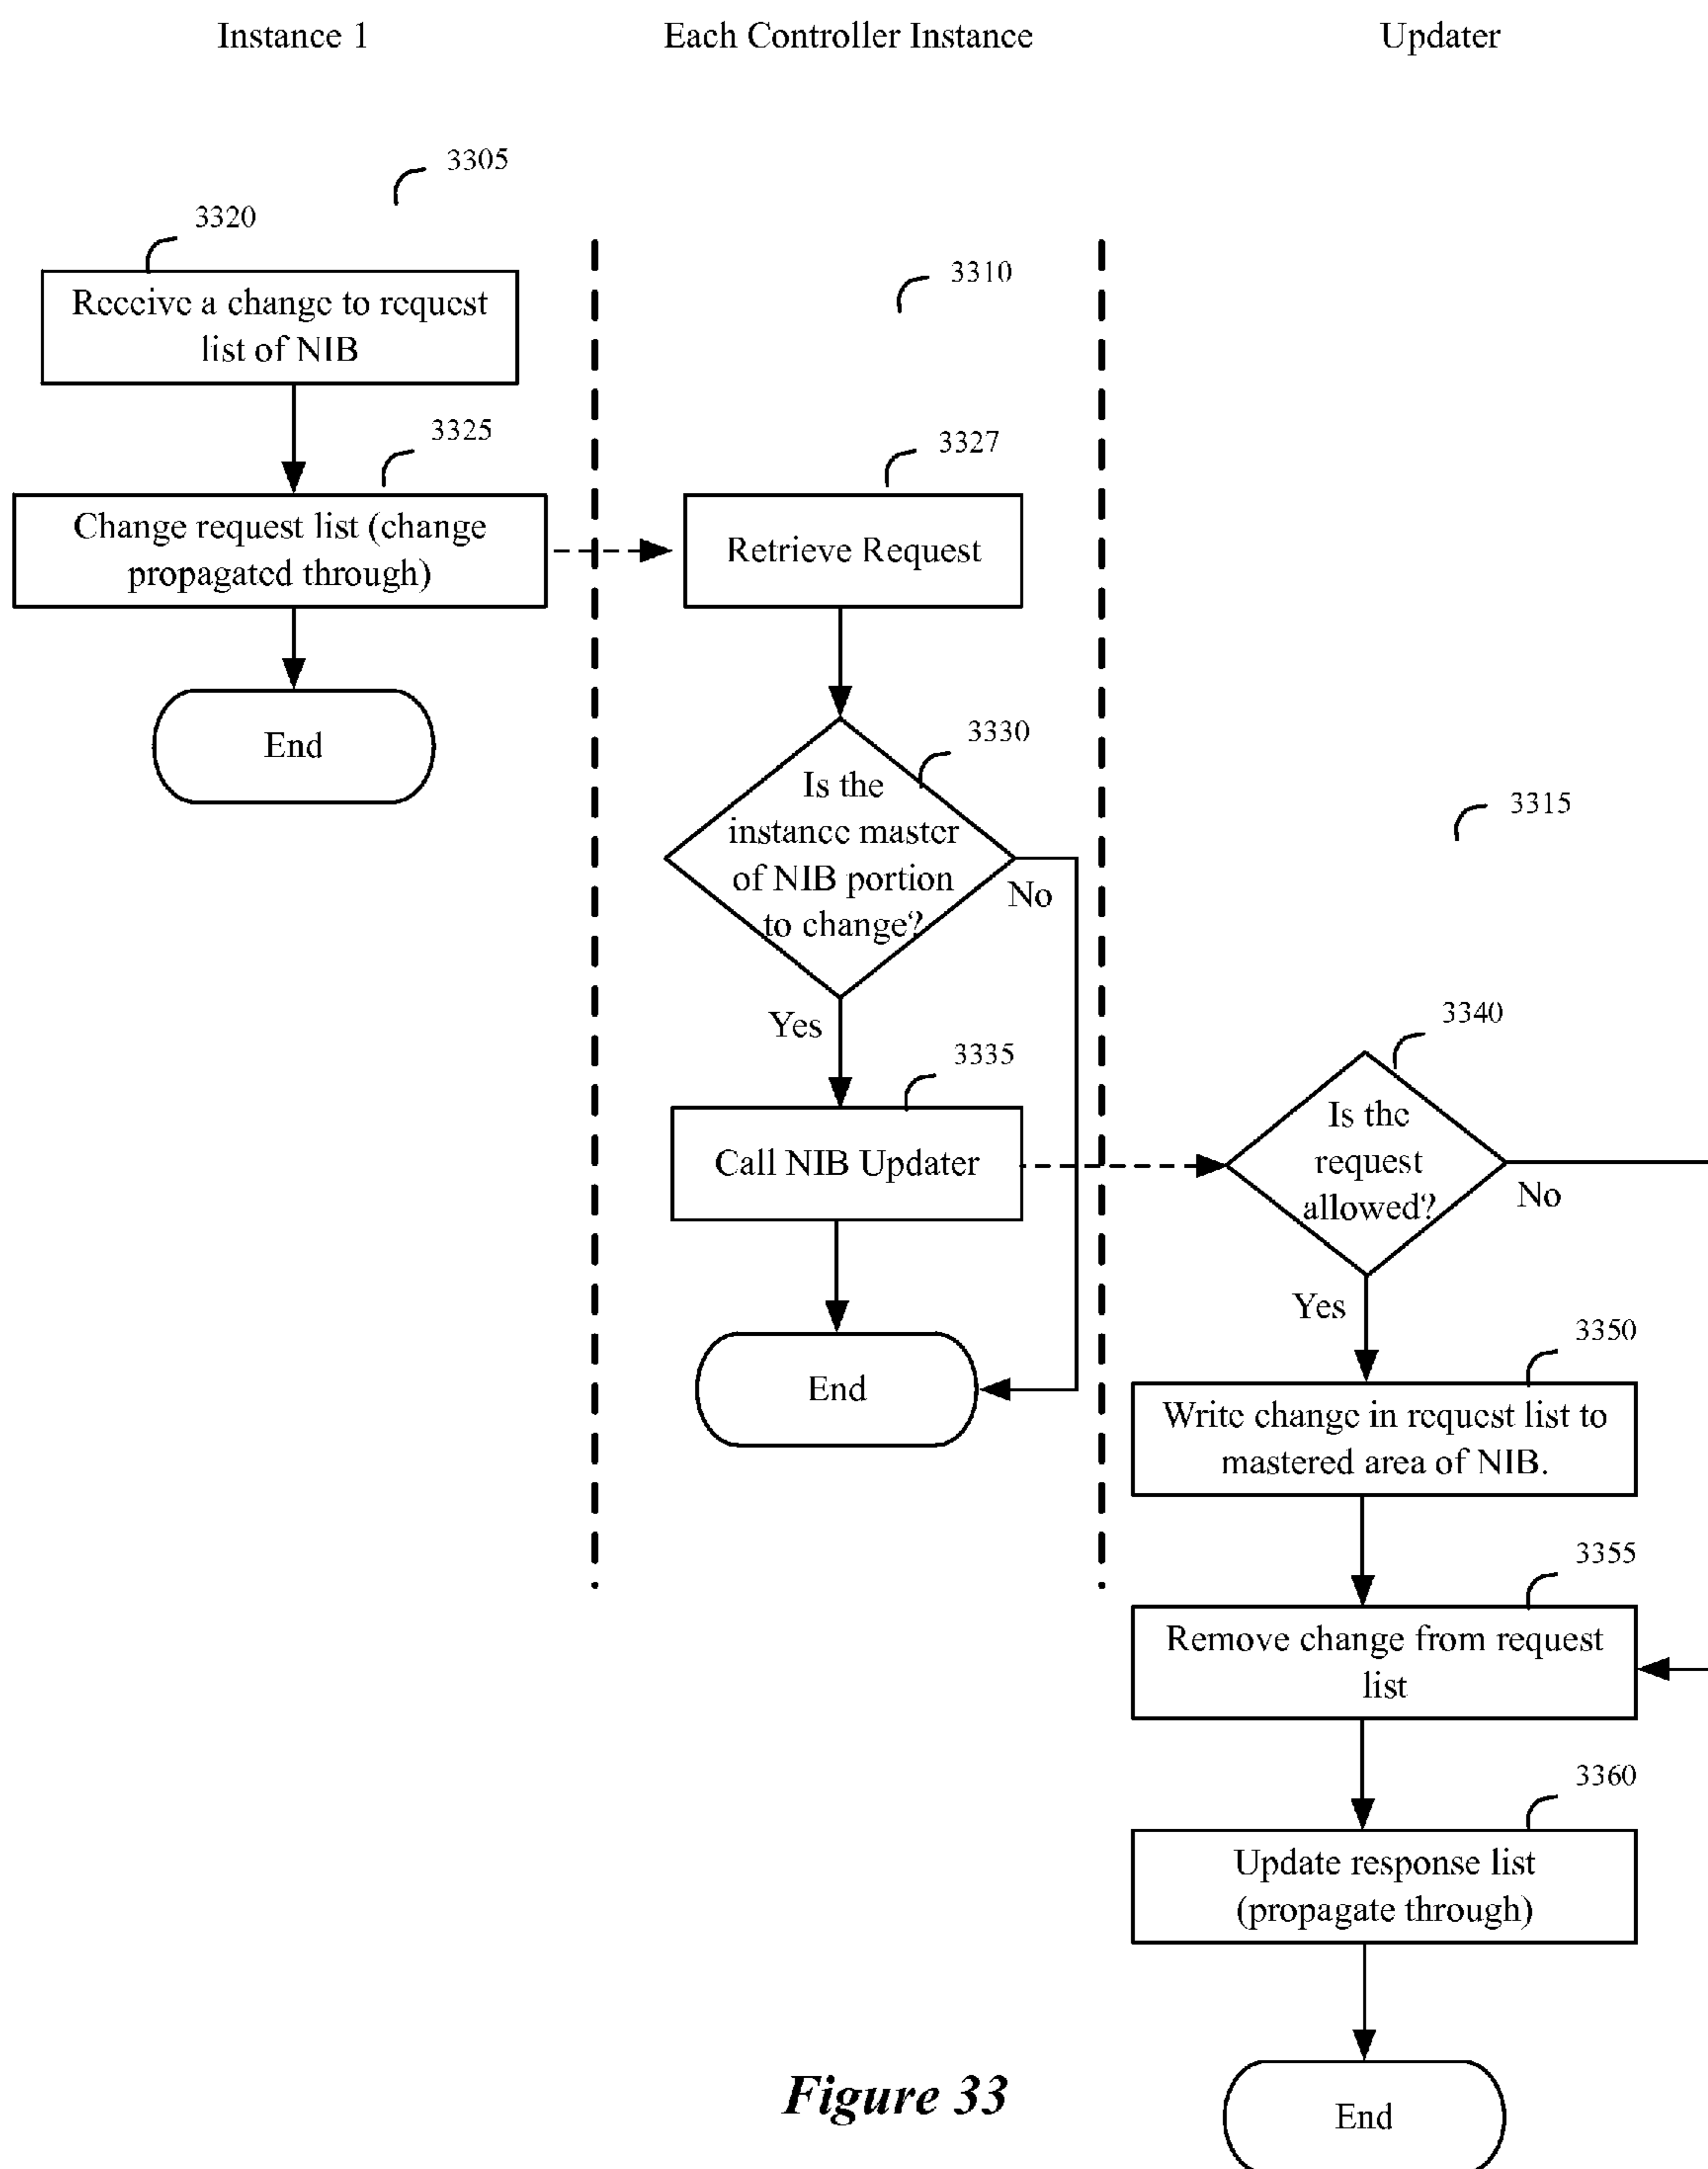 Instance 1
Each Controller Instance
Updater
3305
3320
Receive a change to request
list of NIB
3310
3325
Change request list (change
propagated through)
3327
Retrieve Request
End
3330
Is the
instance master
of NIB portion
to change?
No
Yes
3315
3335
Call NIB Updater
3340
Is the
request
allowed?
No
Yes
End
3350
Write change in request list to
mastered area of NIB.
3355
Remove change from request
list
3360
Update response list
(propagate through)
End
Figure 33